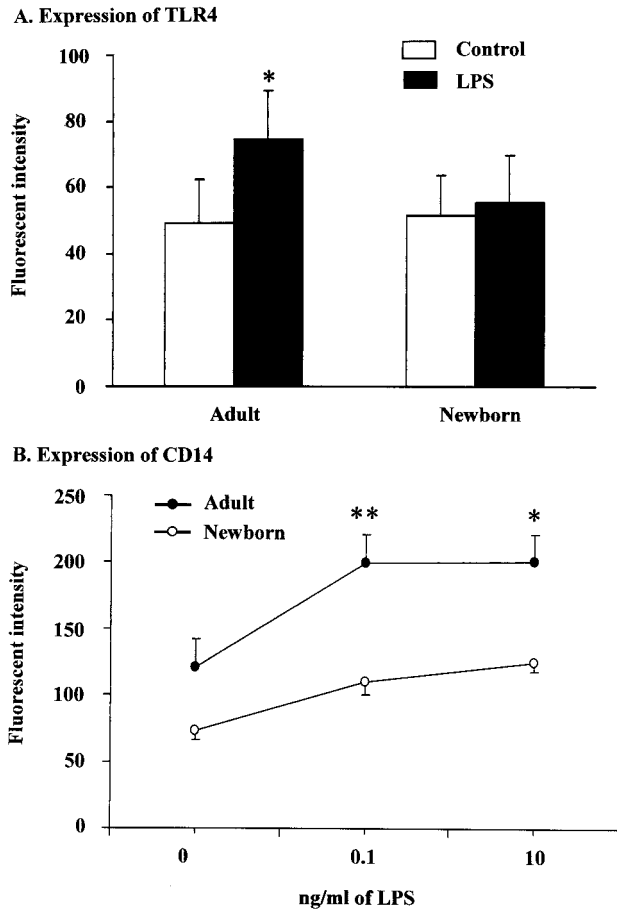 A. Expression of TLR4
Control
LPS
Fluorescent intensity
100
80
60
40
20
0
*
Adult
Newborn
B. Expression of CD14
Adult
Newborn
Fluorescent intensity
250
200
150
100
50
0
**
*
0
0.1
10
ng/ml of LPS